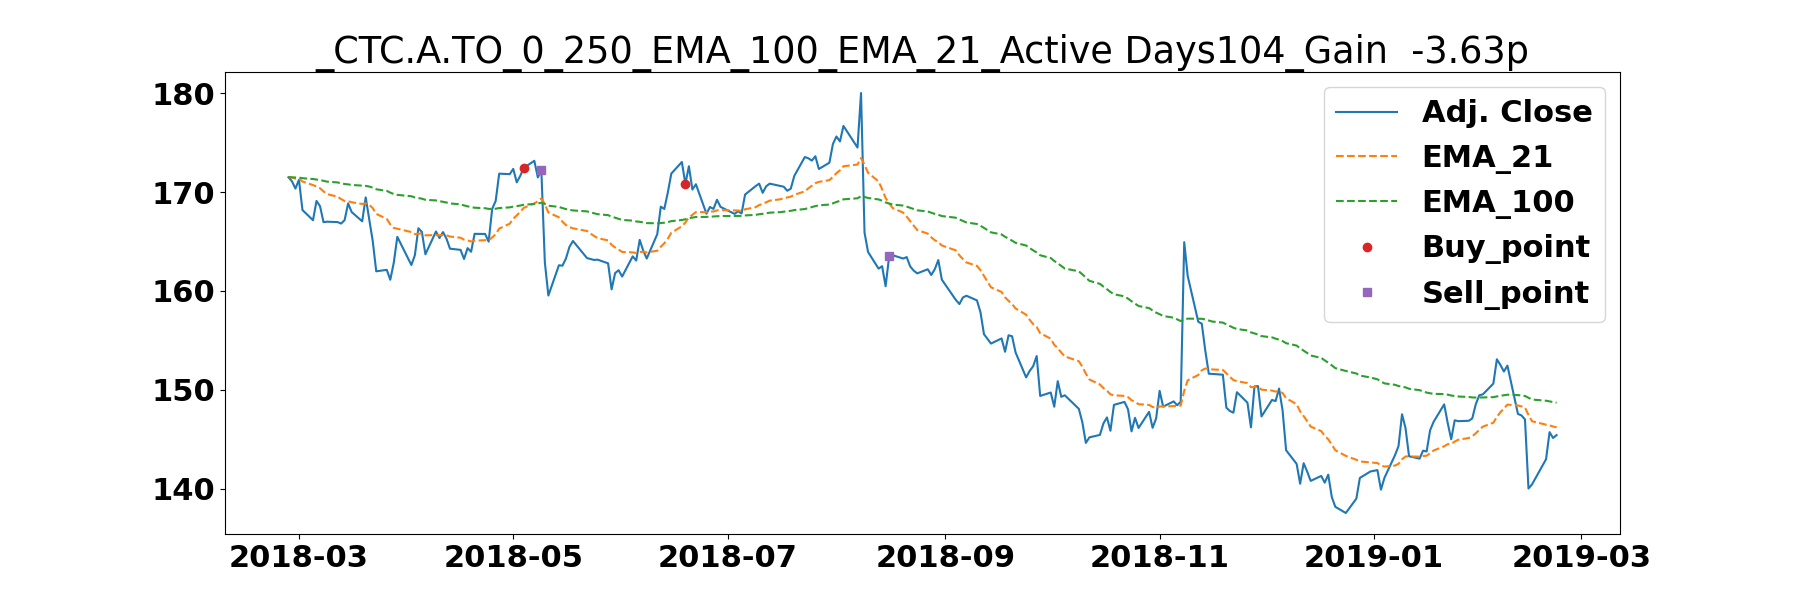 _CTC.A.TO_0_250_EMA_100_EMA_21_Active Days104_Gain  -3.63p
180
170
160
150
140
Adj. Close
EMA_21
EMA_100
Buy_point
Sell_point
2018-03 2018-05 2018-07 2018-09 2018-11 2019-01 2019-03